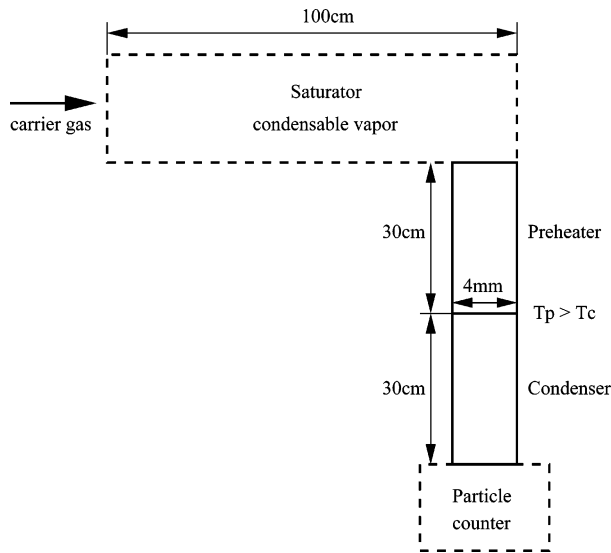 100cm
Saturator
condensable vapor
carrier gas
30cm
Preheater
4mm
Tp > Tc
30cm
Condenser
Particle
counter